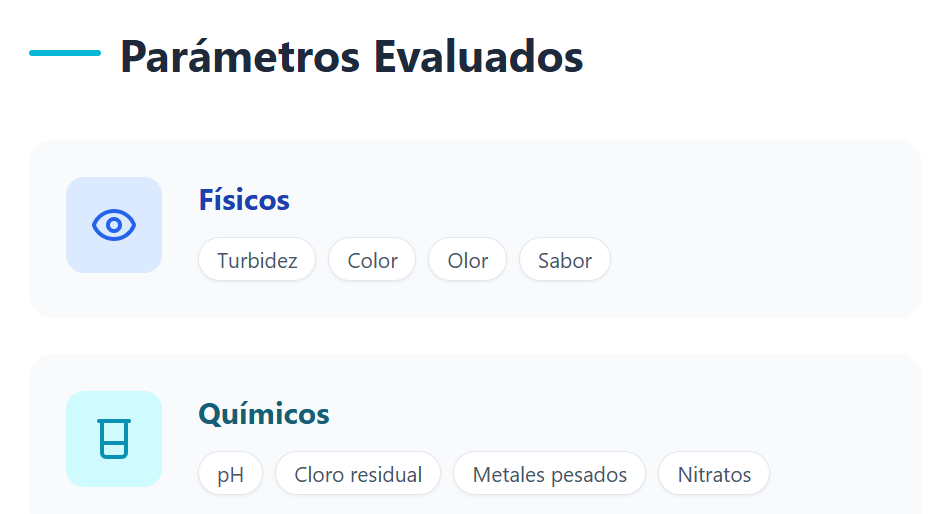 Parámetros Evaluados
Físicos
Turbidez Color Olor Sabor
Químicos
pH Cloro residual Metales pesados Nitratos